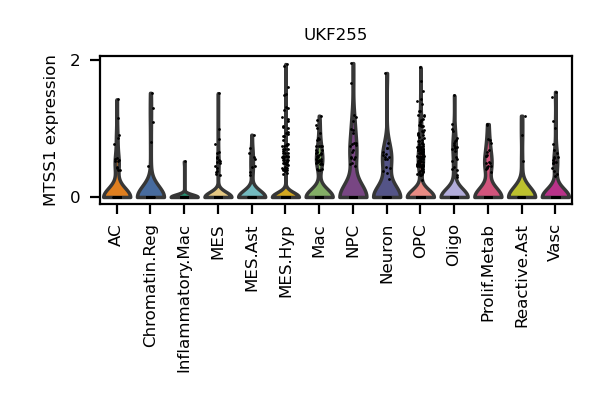 UKF255
MTSS1 expression
2
0
AC
Chromatin.Reg
Inflammatory.Mac
MES
MES.Ast
MES.Hyp
Mac
NPC
Neuron
OPC
Oligo
Prolif.Metab
Reactive.Ast
Vasc